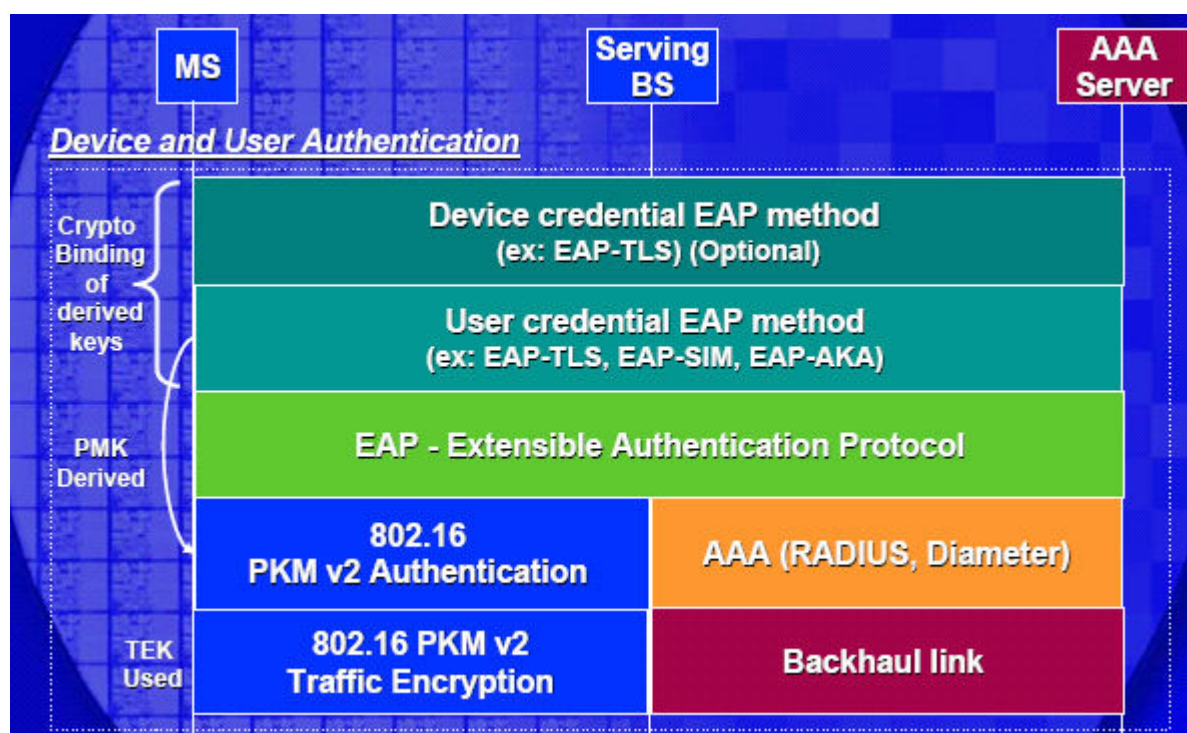 MS
Serving
BS
AAA
Server
Device and User Authentication
Crypto
Binding
of
derived
keys
Device credential EAP method
(ex: EAP-TLS) (Optional)
User credential EAP method
(ex: EAP-TLS, EAP-SIM, EAP-AKA)
PMK
Derived
EAP - Extensible Authentication Protocol
802.16
PKM v2 Authentication
AAA (RADIUS, Diameter)
TEK
Used
802.16 PKM v2
Traffic Encryption
Backhaul link